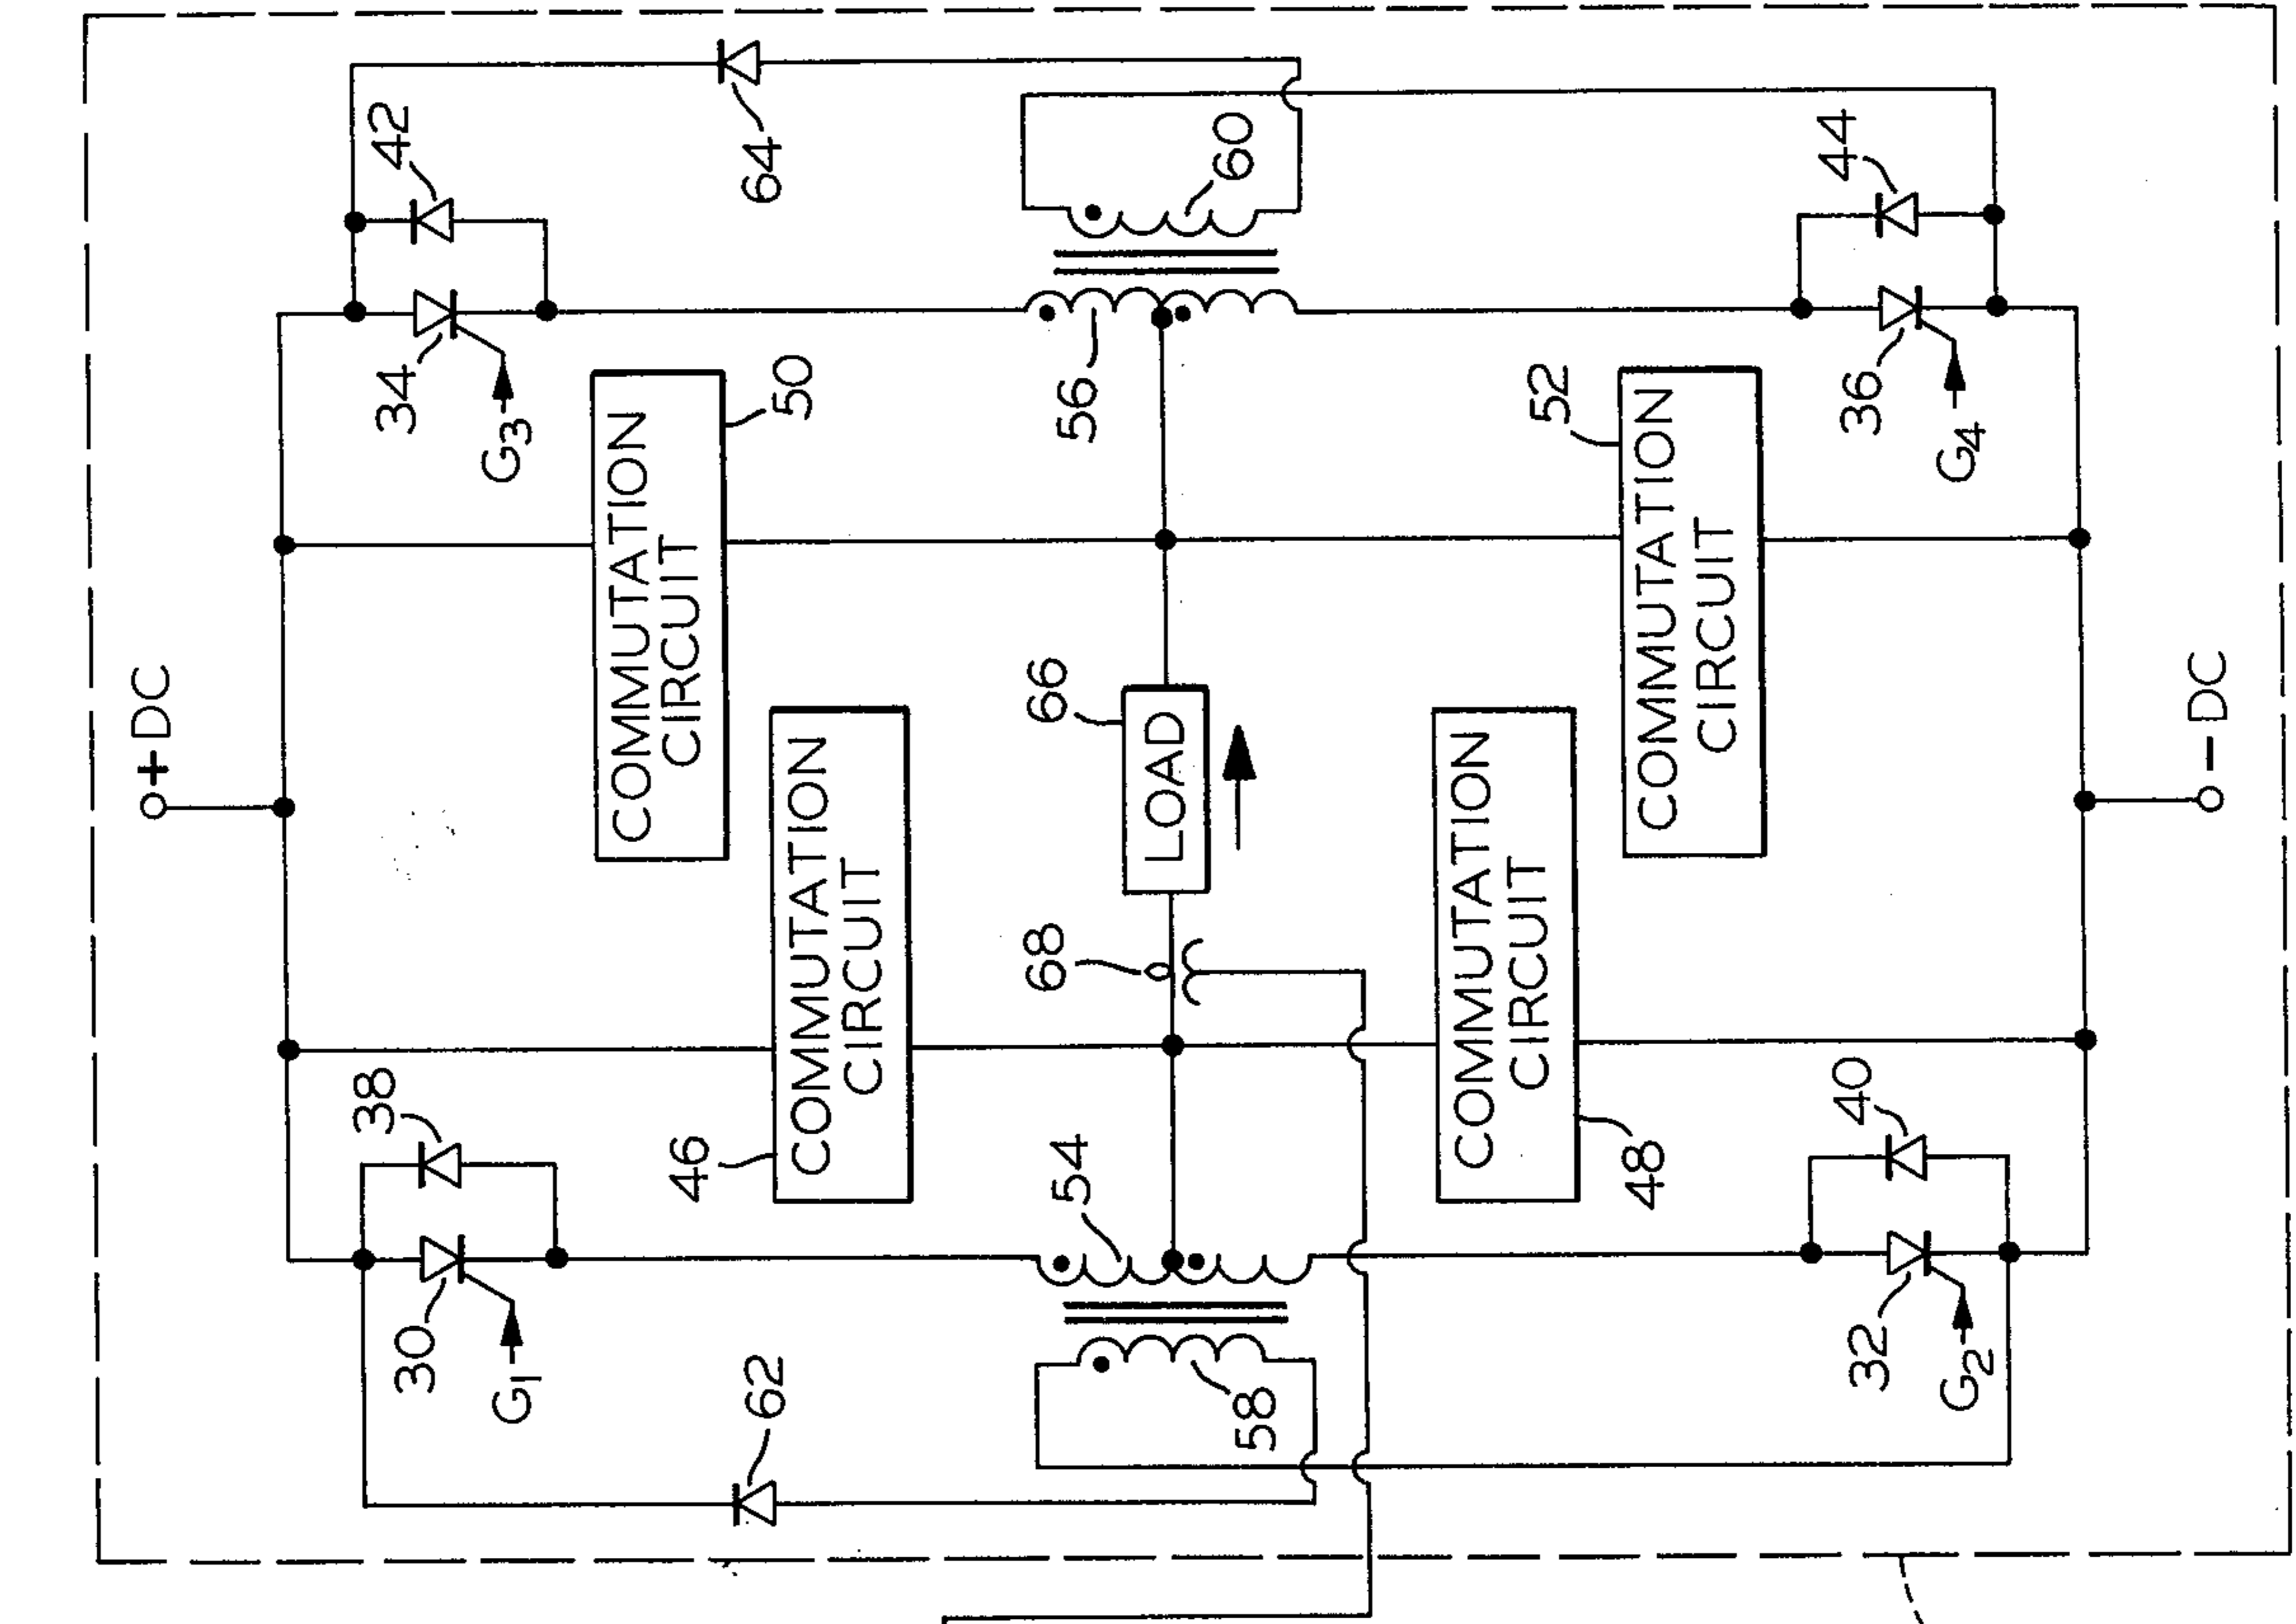 +DC
38
42
30
34
G1
G3
62
64
46
COMMUTATION
CIRCUIT
50
COMMUTATION
CIRCUIT
54
56
58
60
68
66
LOAD
48
COMMUTATION
CIRCUIT
52
COMMUTATION
CIRCUIT
40
44
32
36
G2
G4
-DC